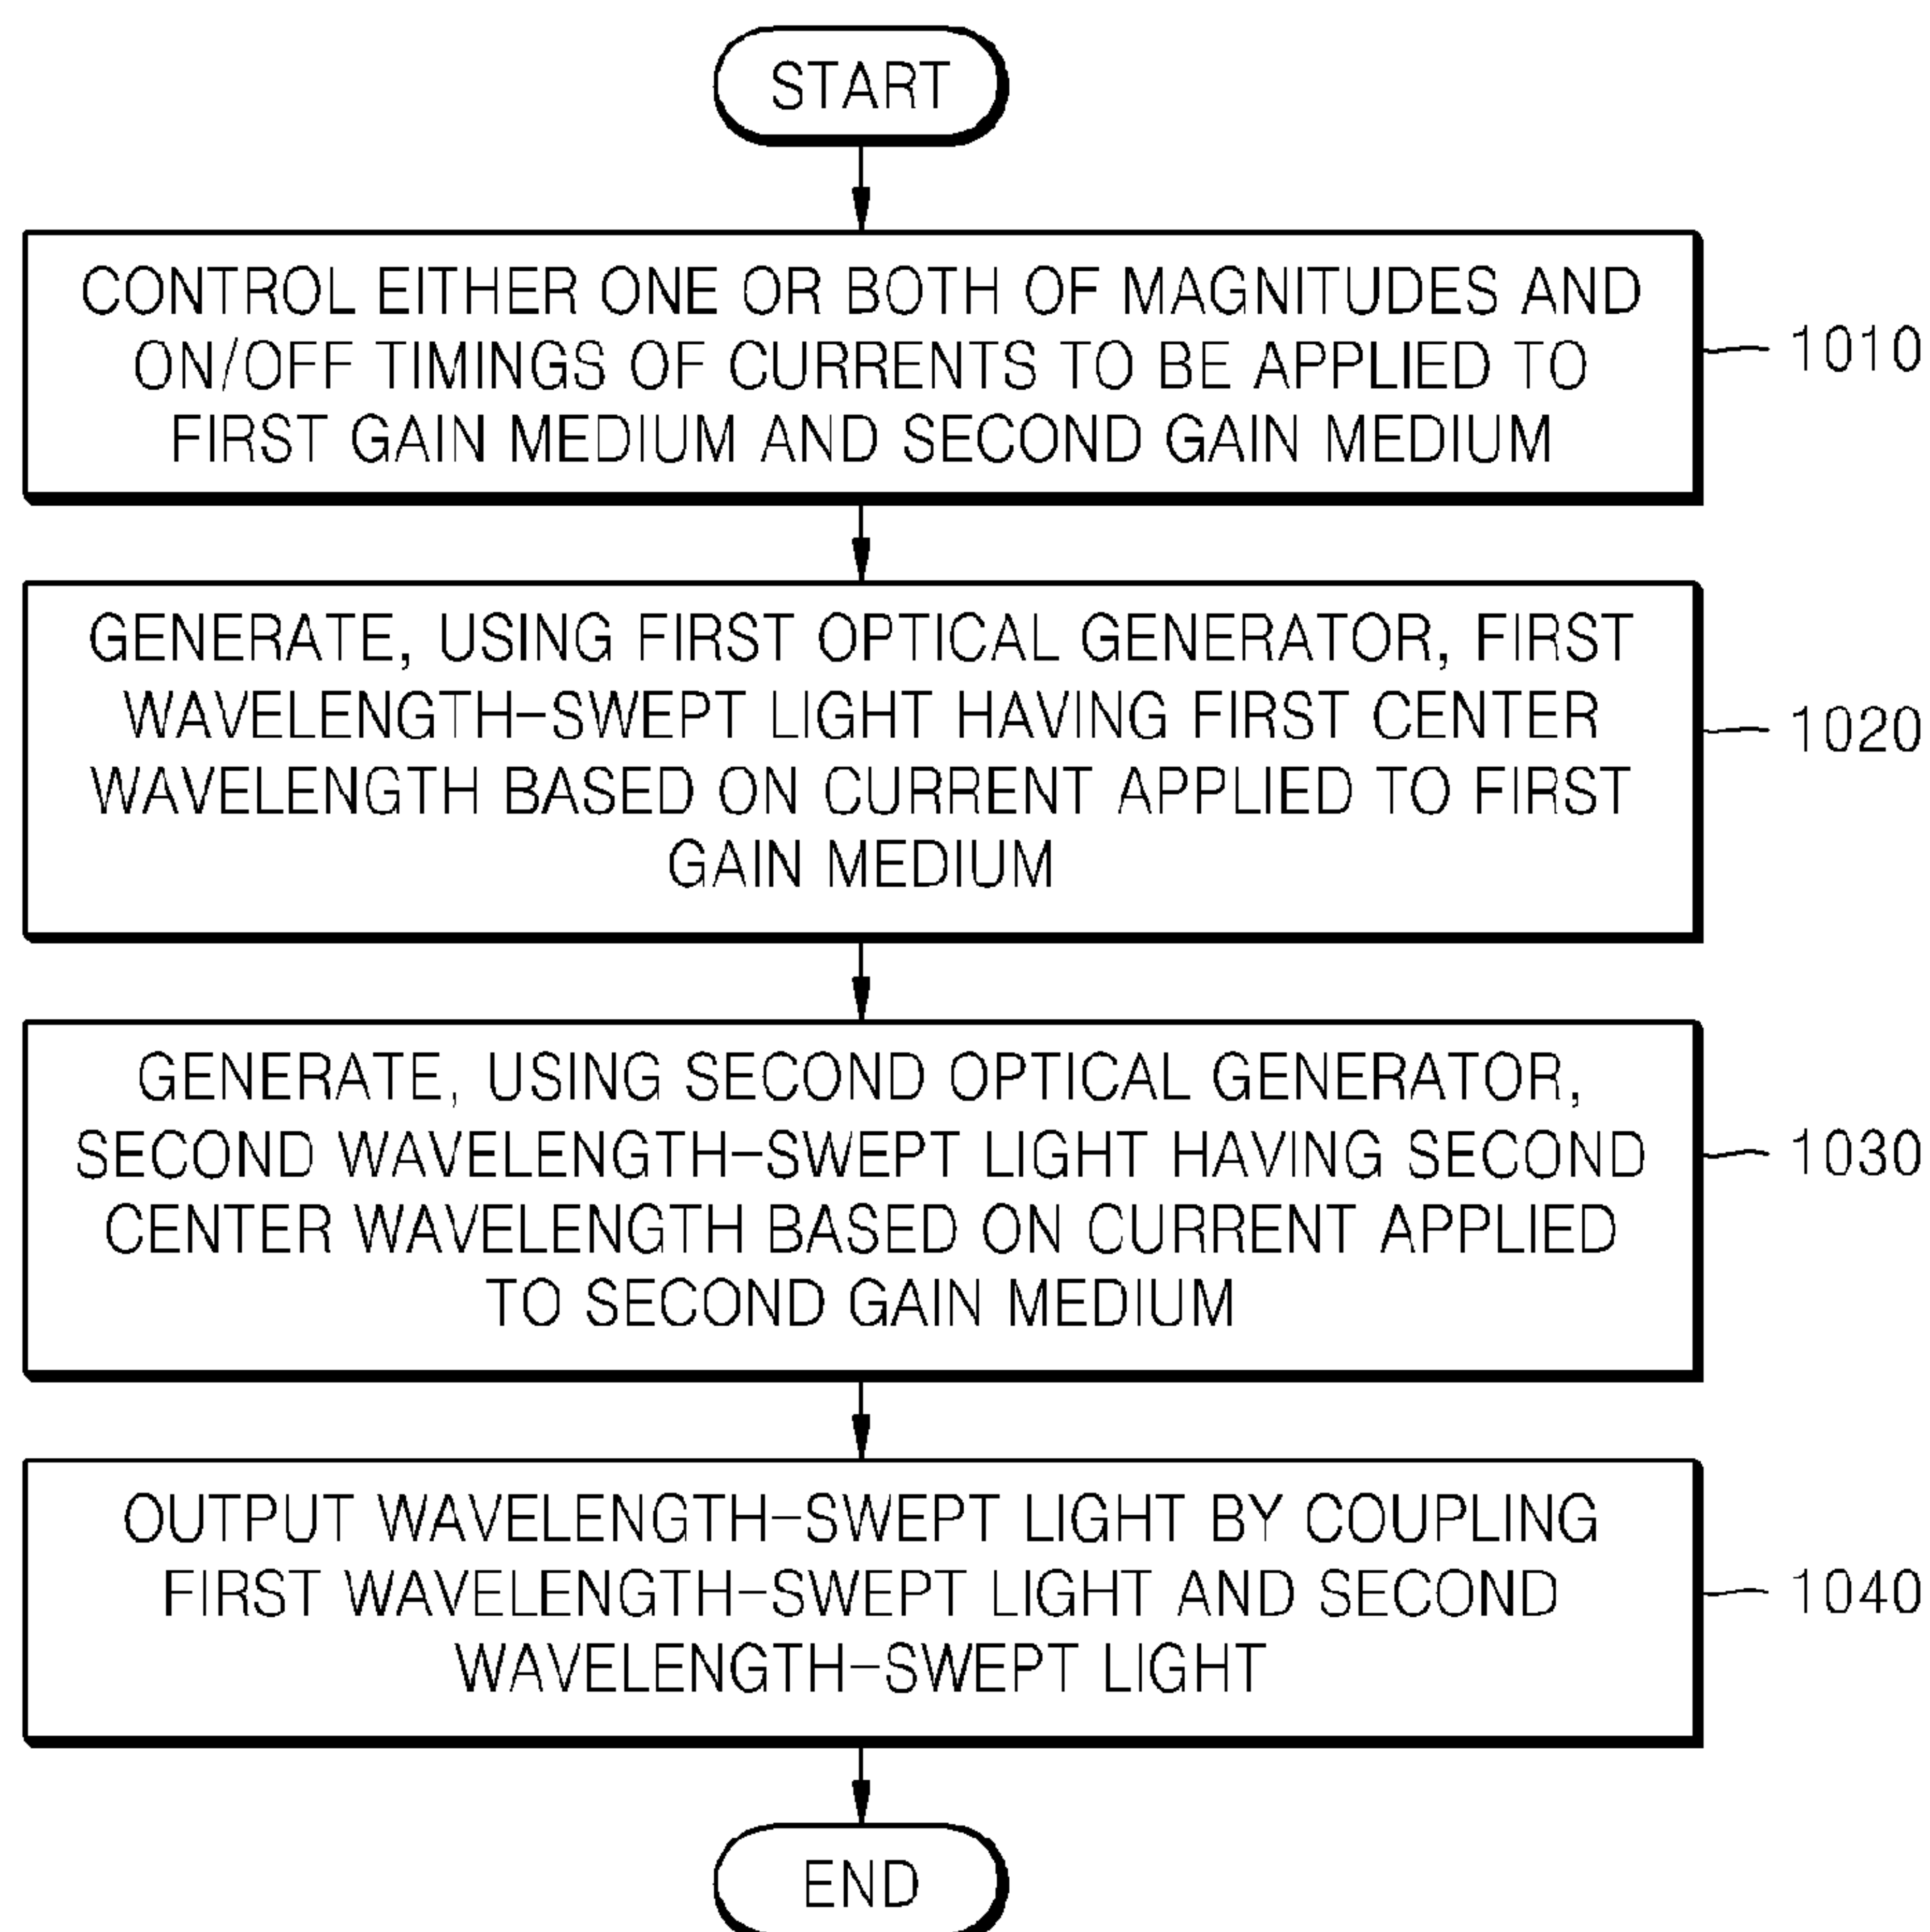 START
CONTROL EITHER ONE OR BOTH OF MAGNITUDES AND
ON/OFF TIMINGS OF CURRENTS TO BE APPLIED TO
FIRST GAIN MEDIUM AND SECOND GAIN MEDIUM
1010
GENERATE, USING FIRST OPTICAL GENERATOR, FIRST
WAVELENGTH-SWEPT LIGHT HAVING FIRST CENTER
WAVELENGTH BASED ON CURRENT APPLIED TO FIRST
GAIN MEDIUM
1020
GENERATE, USING SECOND OPTICAL GENERATOR,
SECOND WAVELENGTH-SWEPT LIGHT HAVING SECOND
CENTER WAVELENGTH BASED ON CURRENT APPLIED
TO SECOND GAIN MEDIUM
1030
OUTPUT WAVELENGTH-SWEPT LIGHT BY COUPLING
FIRST WAVELENGTH-SWEPT LIGHT AND SECOND
WAVELENGTH-SWEPT LIGHT
1040
END